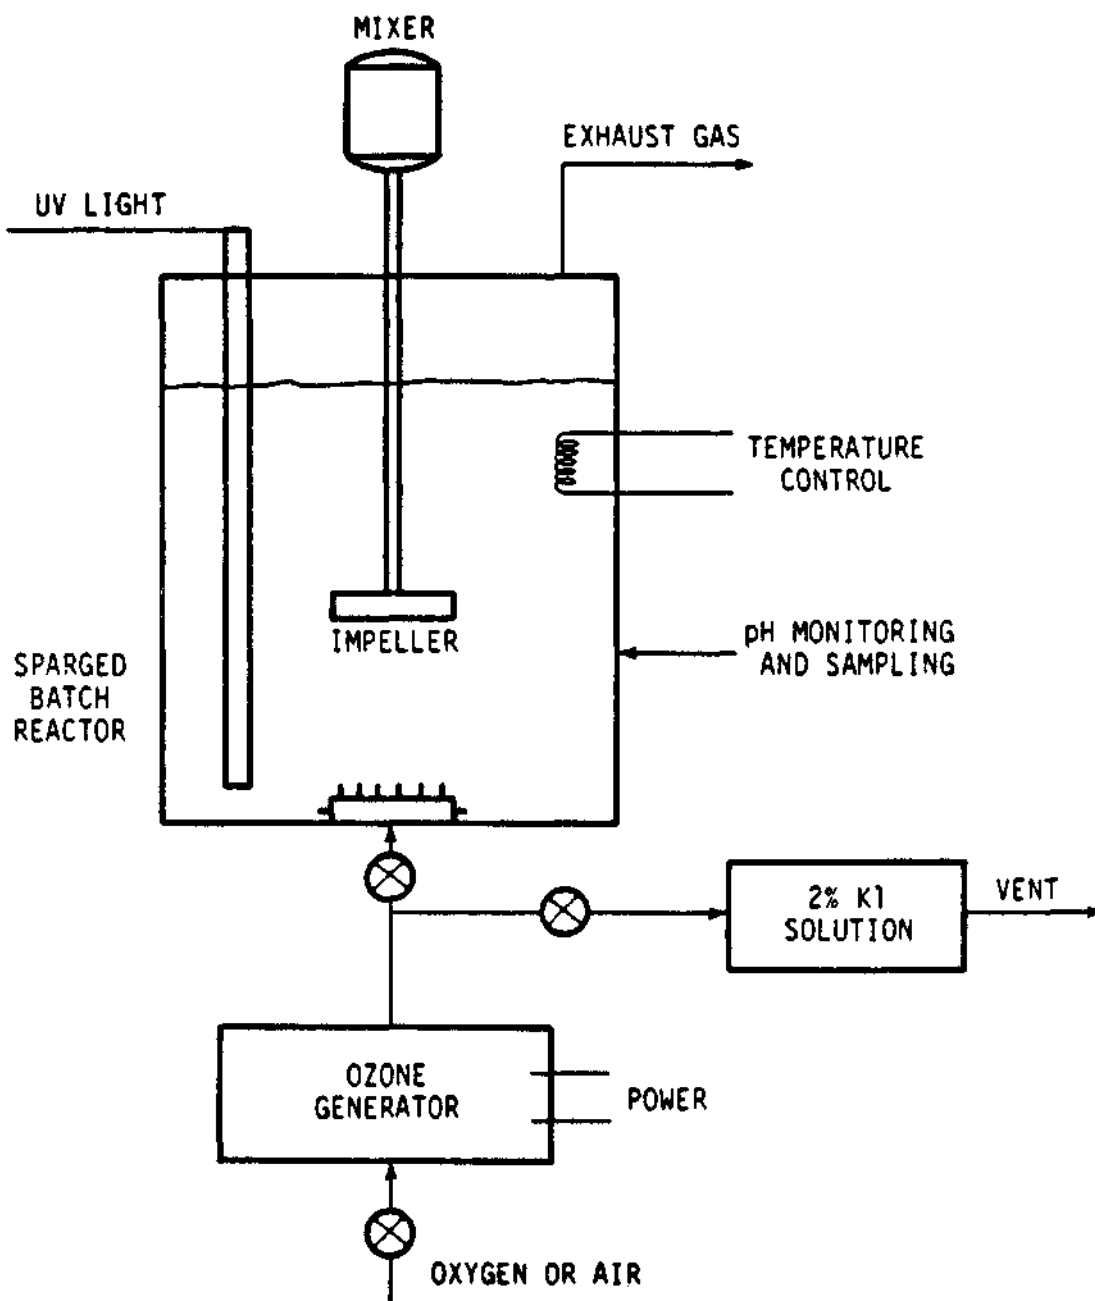 MIXER
EXHAUST GAS
UV LIGHT
TEMPERATURE
CONTROL
IMPELLER
pH MONITORING
AND SAMPLING
SPARGED
BATCH
REACTOR
2% K1
SOLUTION
VENT
OZONE
GENERATOR
POWER
OXYGEN OR AIR